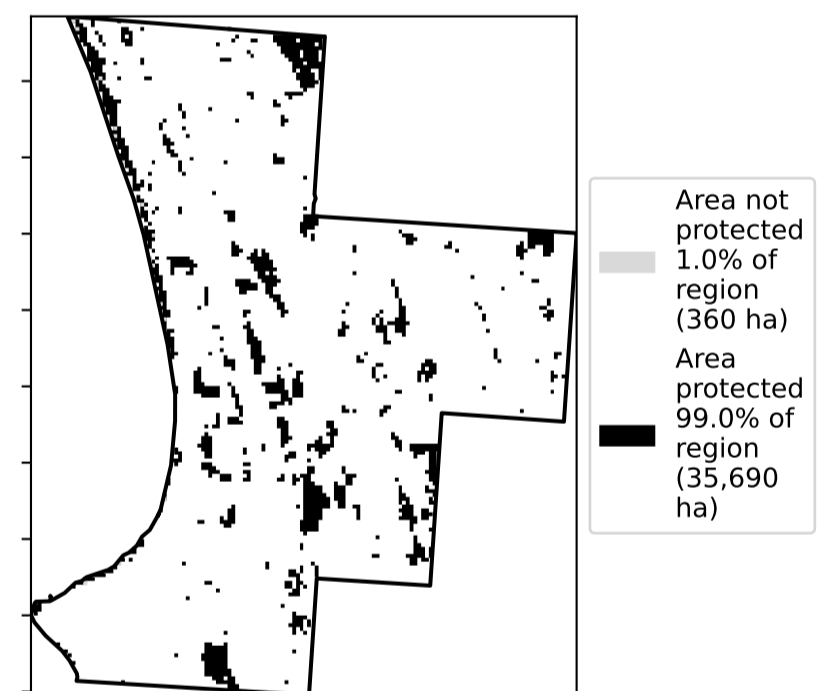 Area not
protected
1.0% of
region
(360 ha)
Area
protected
99.0% of
region
(35,690
ha)